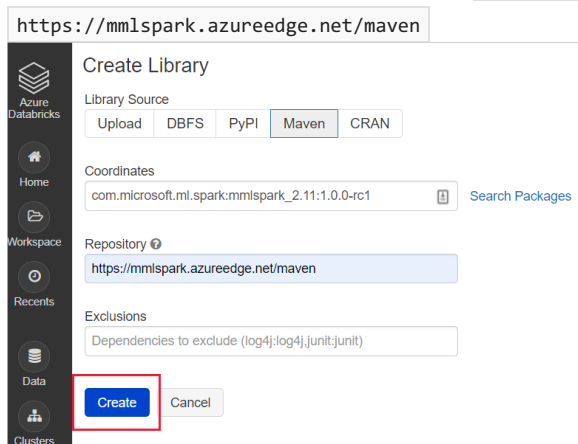 https://mmlspark.azureedge.net/maven
Azure
Databricks
Home
Workspace
Recents
Data
Clusters
Create Library
Library Source
Upload DBFS PyPI Maven CRAN
Coordinates
com.microsoft.ml.spark:mmlspark_2.11:1.0.0-rc1
Search Packages
Repository
https://mmlspark.azureedge.net/maven
Exclusions
Dependencies to exclude (log4j:log4j,junit:junit)
Create Cancel